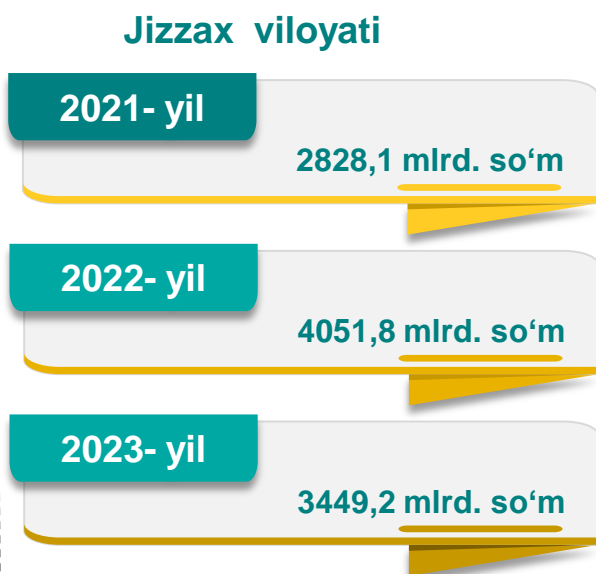 Jizzax viloyati
2021- yil
2828,1 mlrd. so‘m
2022- yil
4051,8 mlrd. so‘m
2023- yil
3449,2 mlrd. so‘m